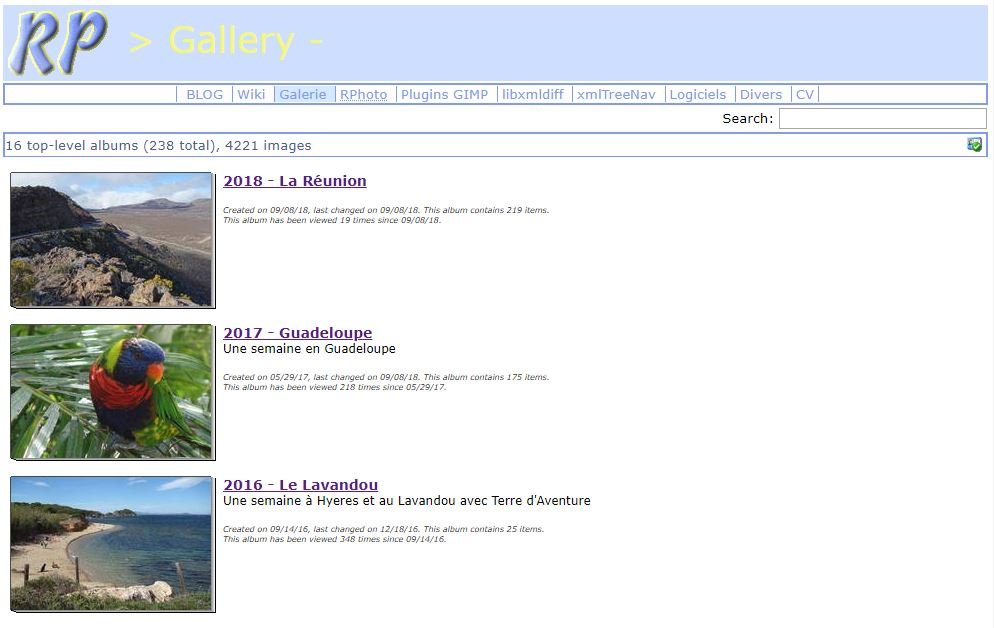 RP > Gallery -
BLOG | Wiki | Galerie | RPhoto | Plugins GIMP | libxmldiff | xmlTreeNav | Logiciels | Divers | CV |
Search:
16 top-level albums (238 total), 4221 images
2018 - La Réunion
Created on 09/08/18, last changed on 09/08/18. This album contains 219 items.
This album has been viewed 19 times since 09/08/18.
2017 - Guadeloupe
Une semaine en Guadeloupe
Created on 05/29/17, last changed on 09/08/18. This album contains 175 items.
This album has been viewed 218 times since 05/29/17.
2016 - Le Lavandou
Une semaine à Hyeres et au Lavandou avec Terre d'Aventure
Created on 09/14/16, last changed on 12/18/16. This album contains 25 items.
This album has been viewed 348 times since 09/14/16.